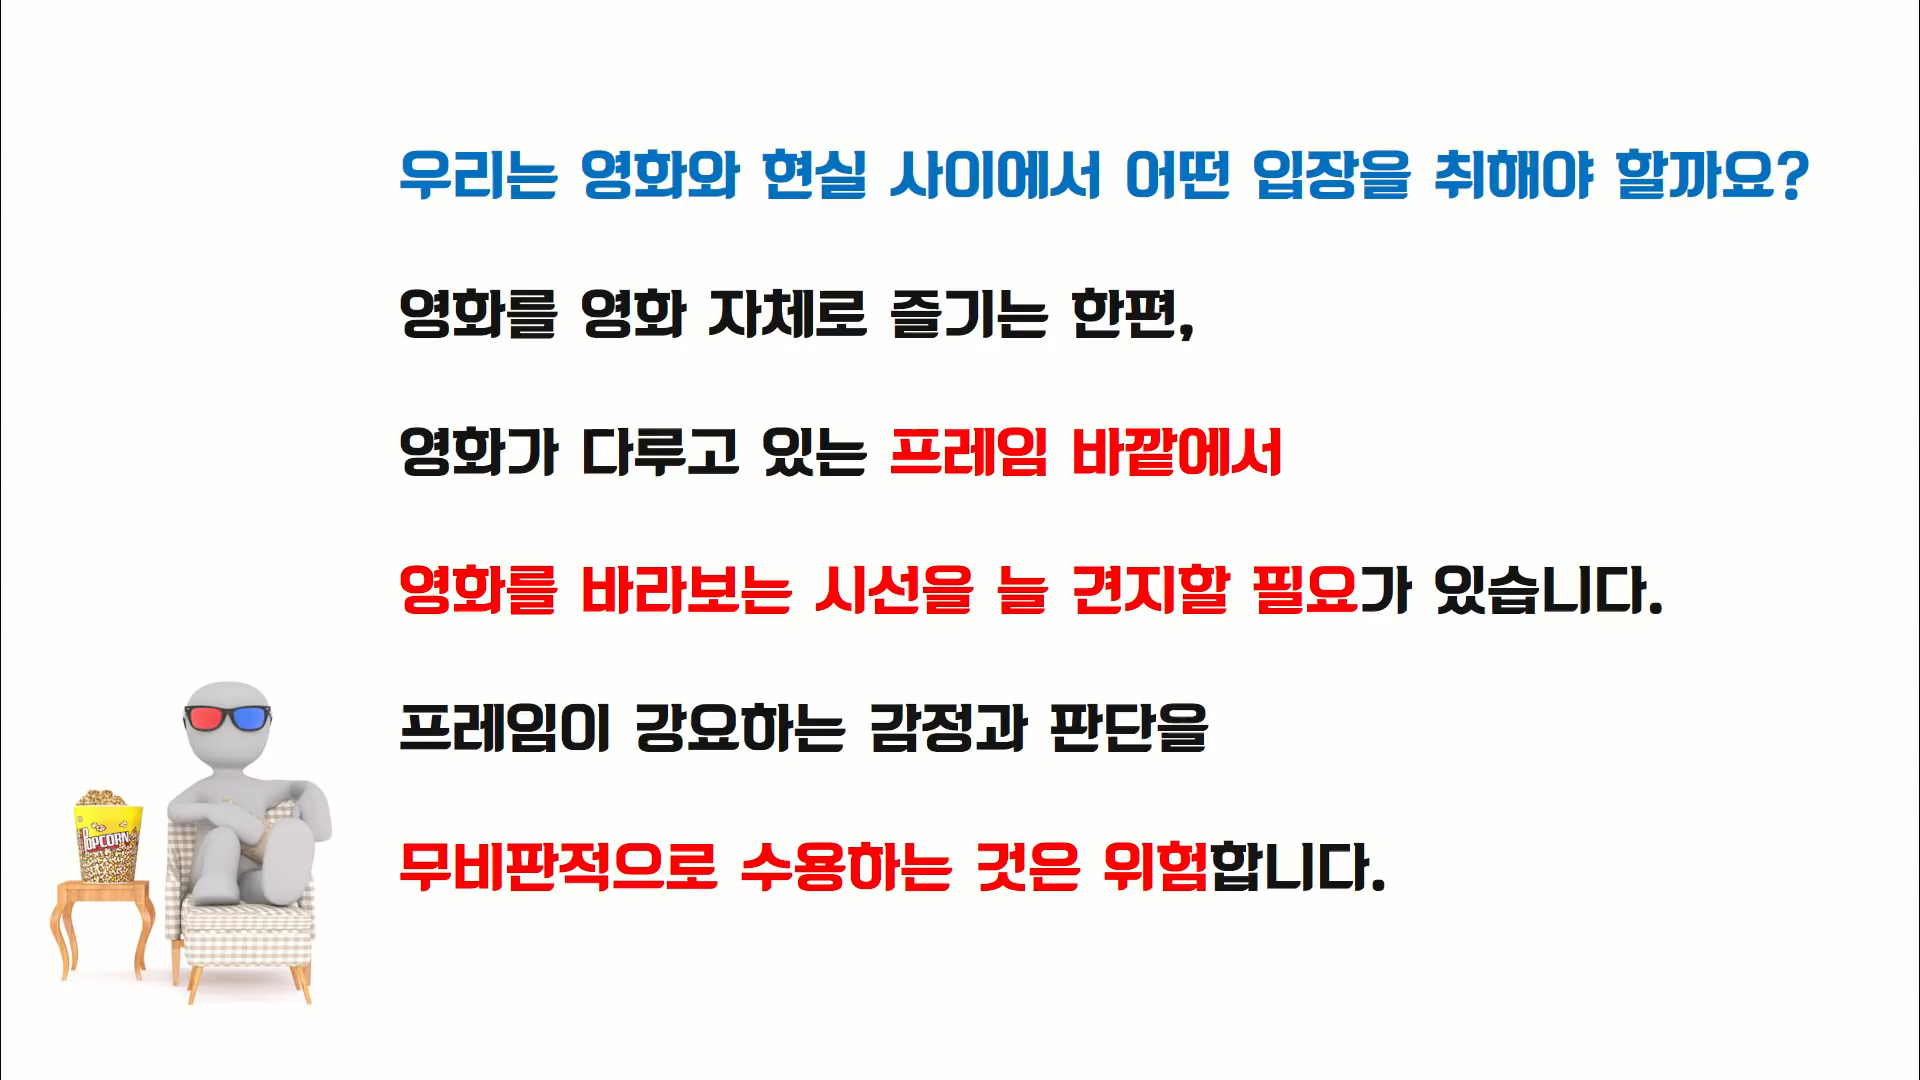 우리는 영화와 현실 사이에서 어떤 입장을 취해야 할까요?
영화를 영화 자체로 즐기는 한편,
영화가 다루고 있는 프레임 바깥에서
영화를 바라보는 시선을 늘 견지할 필요가 있습니다.
프레임이 강요하는 감정과 판단을
무비판적으로 수용하는 것은 위험합니다.
POPCORN